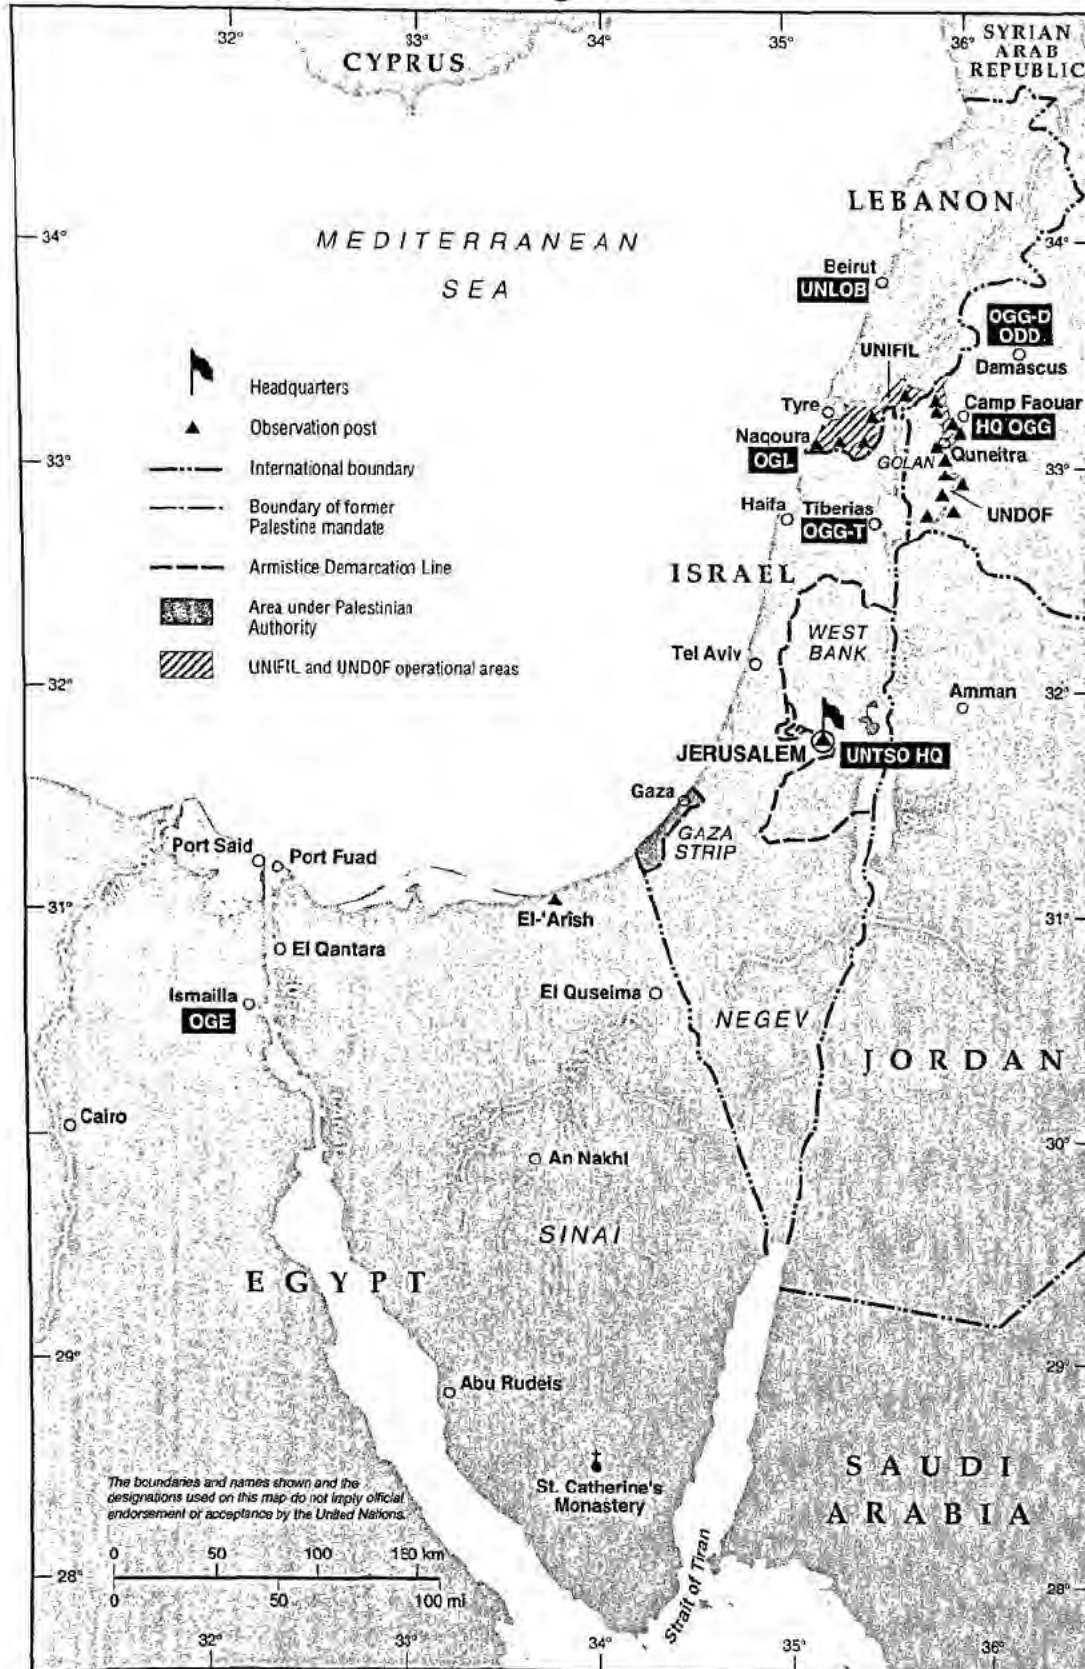 32°
33°
34°
35°
36°
CYPRUS
SYRIAN
ARAB
REPUBLIC
LEBANON
34°
MEDITERRANEAN
SEA
34°
Beirut
UNLOB
OGG-D
ODD
Damascus
UNIFIL
Headquarters
Observation post
International boundary
Boundary of former
Palestine mandate
Armistice Demarcation Line
Area under Palestinian
Authority
UNIFIL and UNDOF operational areas
Tyre
Camp Faouar
HQ OGG
Naqoura
OGL
Quneitra
GOLAN
33°
33°
Haifa
Tiberias
OGG-T
UNDOF
ISRAEL
WEST
BANK
Tel Aviv
32°
32°
Amman
JERUSALEM
UNTSO HQ
Gaza
GAZA
STRIP
Port Said
Port Fuad
31°
31°
El-'Arish
El Qantara
Ismailla
OGE
El Quseima
NEGEV
JORDAN
Cairo
30°
An Nakhl
SINAI
EGYPT
29°
29°
Abu Rudeis
St. Catherine's
Monastery
SAUDI
ARABIA
The boundaries and names shown and the
designations used on this map do not imply official
endorsement or acceptance by the United Nations.
0 50 100 150 km
50 100 mi
28°
28°
Strait of Tiran
32°
33°
34°
35°
36°